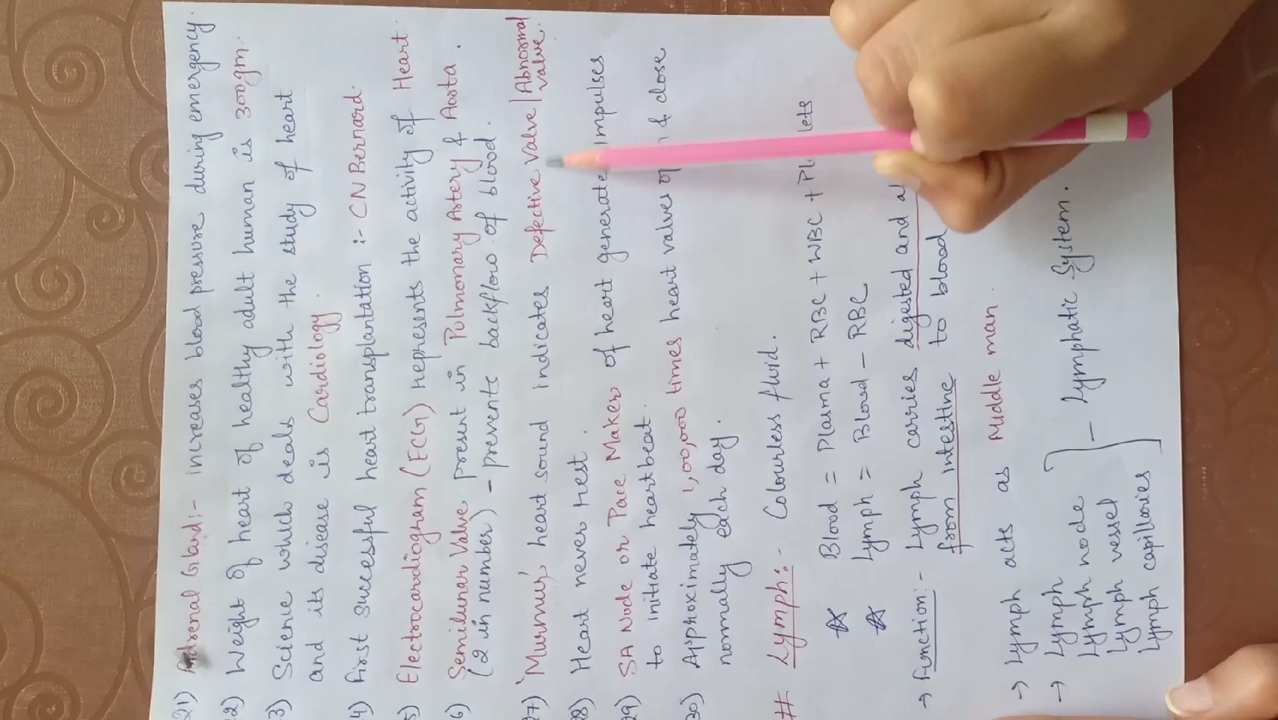 21) Adrenal Gland:- increases blood pressure during emergency.
22) Weight of heart of healthy adult human is 300gm.
3) Science which deals with the study of heart
and its disease is Cardiology.
4) First successful heart transplantation :- CN Bernard.
5) Electrocardiogram (ECG) represents the activity of Heart
6) Semilunar Valve present in Pulmonary Artery & Aorta.
(2 in number) - prevents backflow of blood.
27) 'Murmur' heart sound indicates Defective Valve/Abnormal
valve.
28) Heart never rest.
29) SA Node or Pace Maker of heart generate impulses
to initiate heartbeat.
30) Approximately 1,00,000 times heart valves & close
normally each day.
# Lymph:- Colourless fluid.
☆ Blood = Plasma + RBC + WBC + Pl lets
☆ Lymph = Blood - RBC
→ Function:- Lymph carries digested and
from intestine to blood
→ Lymph acts as Middle man.
→ Lymph
Lymph node
Lymph vessel
Lymph capillaries
} - Lymphatic System.